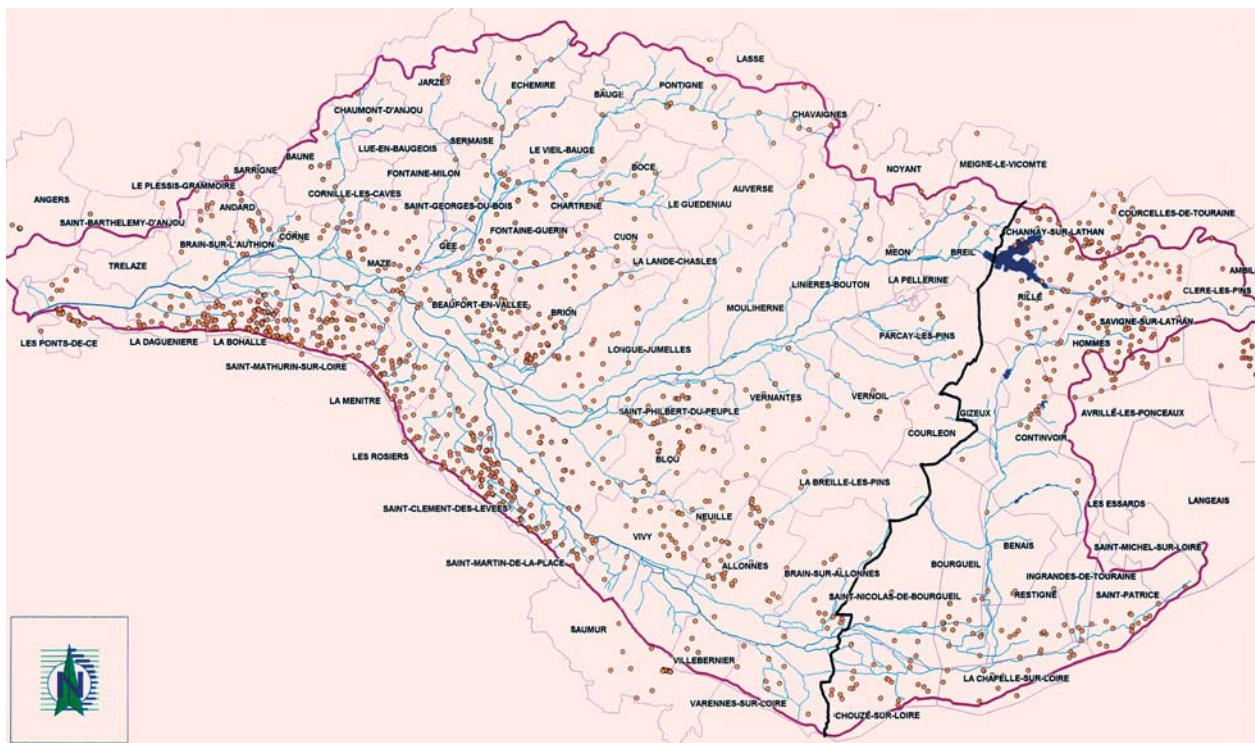 LASSE
JARZE
ECHEMIRE
PONTIGNE
BAUGE
CHAUMONT-D'ANJOU
CHAVAIGNES
SERMAISE
LUE-EN-BAUGEOIS
LE VIEIL-BAUGE
BAUNE
SARRIGNE
BOCE
NOYANT
MEIGNE-LE-VICOMTE
FONTAINE-MILON
LE PLESSIS-GRAMMOIRE
AUVERSE
CORNILLE-LES-CAVES
ANGERS
ANDARD
SAINT-GEORGES-DU-BOIS
CHARTRENE
LE GUEDENIAU
COURCELLES-DE-TOURAINE
SAINT-BARTHELEMY-D'ANJOU
FONTAINE-GUERIN
CHANNAY-SUR-LATHAN
CORNE
CUON
BRAIN-SUR-L'AUTHION
GEE
MEON
BREIL
TRELAZE
MAZE
LA LANDE-CHASLES
AMBIL
LA PELLERINE
LINIERES-BOUTON
CLERE-LES-PINS
RILLÉ
BEAUFORT-EN-VALLEE
MOULIHERNE
BRION
SAVIGNE-SUR-LATHAN
PARCAY-LES-PINS
LES PONTS-DE-CE
LA DAGUENIERE
LA BOHALLE
HOMMES
LONGUE-JUMELLES
SAINT-MATHURIN-SUR-LOIRE
VERNANTES
VERNOIL
LA MENITRE
SAINT-PHILBERT-DU-PEUPLE
GIZEUX
AVRILLÉ-LES-PONCEAUX
COURLEON
CONTINVOIR
LES ROSIERS
BLOU
LA BREILLE-LES-PINS
LES ESSARDS
LANGEAIS
SAINT-CLEMENT-DES-LEVEES
NEUILLE
VIVY
BENAIS
SAINT-MICHEL-SUR-LOIRE
SAINT-MARTIN-DE-LA-PLACE
ALLONNES
BOURGUEIL
BRAIN-SUR-ALLONNES
INGRANDES-DE-TOURAINE
SAINT-NICOLAS-DE-BOURGUEIL
RESTIGNE
SAINT-PATRICE
SAUMUR
VILLEBERNIER
LA CHAPELLE-SUR-LOIRE
VARENNES-SUR-LOIRE
CHOUZÉ-SUR-LOIRE
N